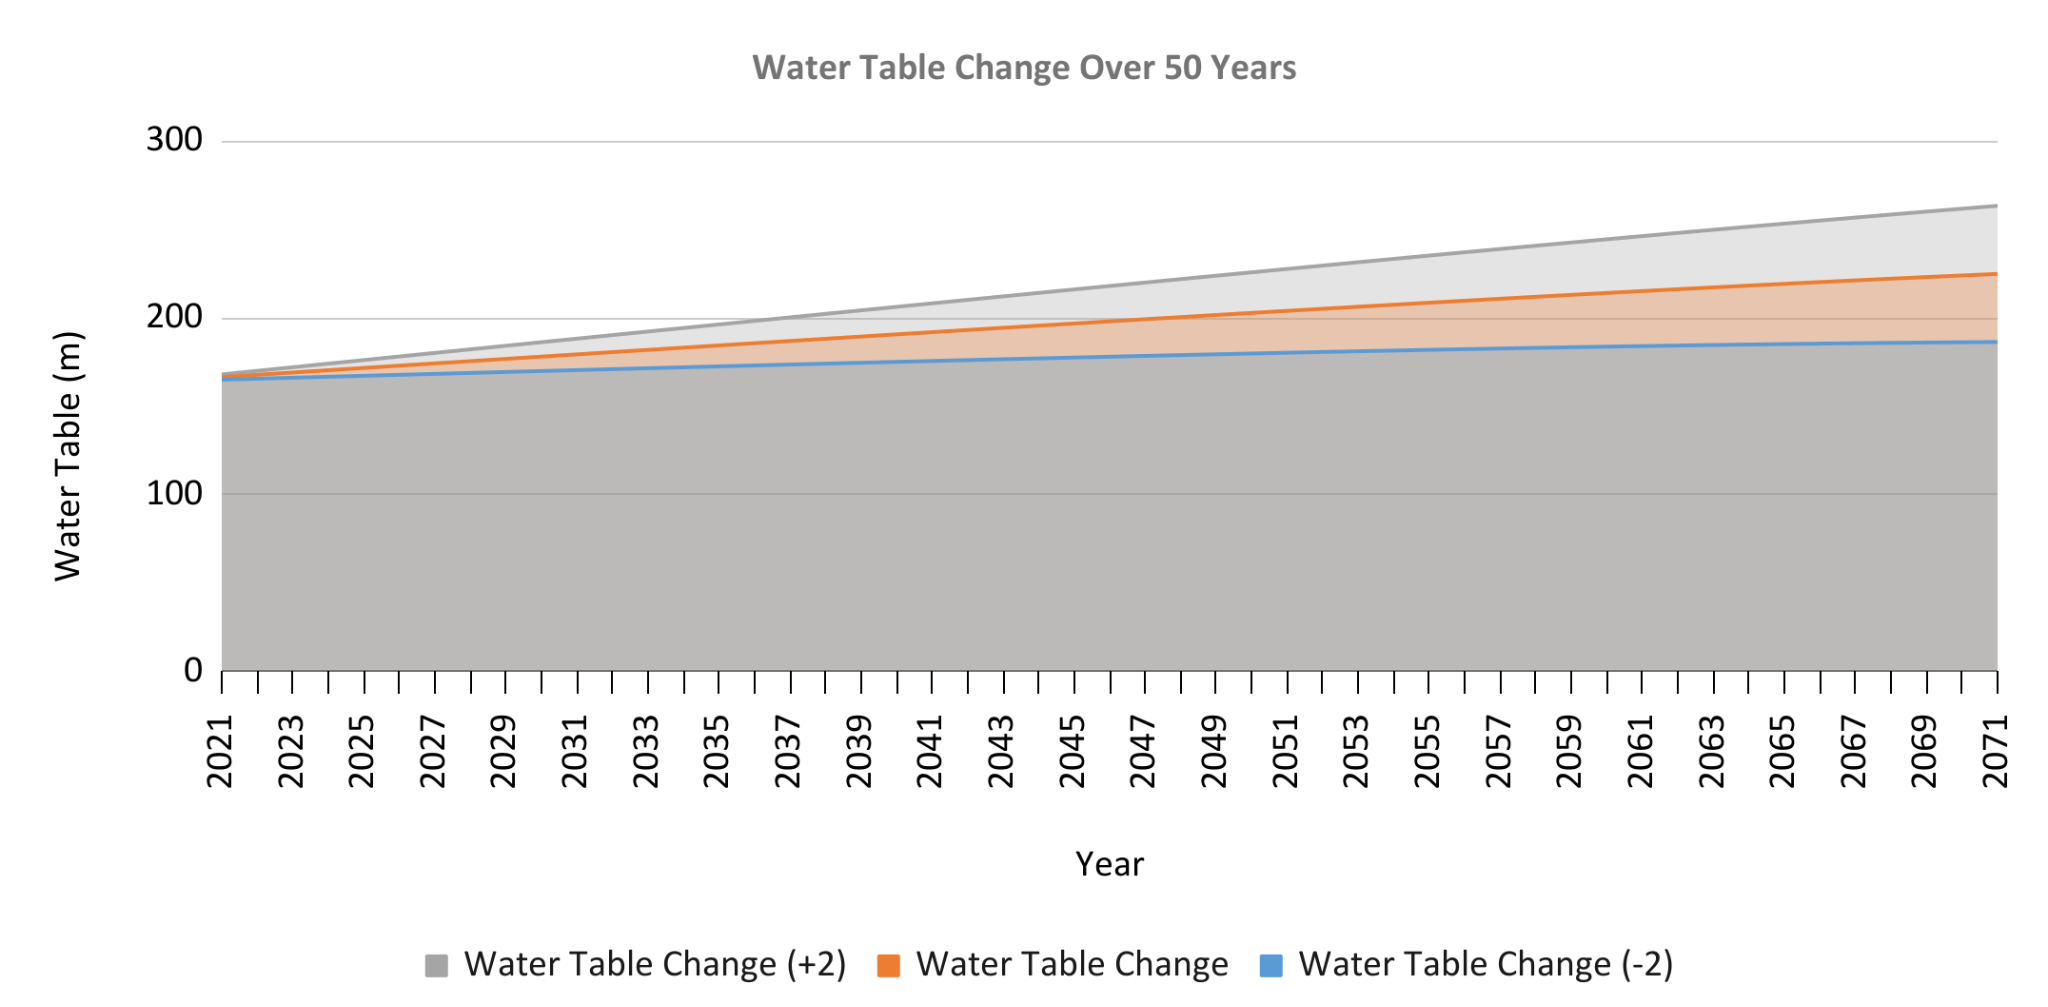 Water Table Change Over 50 Years
300
200
100
0
Water Table (m)
2021 2023 2025 2027 2029 2031 2033 2035 2037 2039 2041 2043 2045 2047 2049 2051 2053 2055 2057 2059 2061 2063 2065 2067 2069 2071
Year
Water Table Change (+2) Water Table Change Water Table Change (-2)